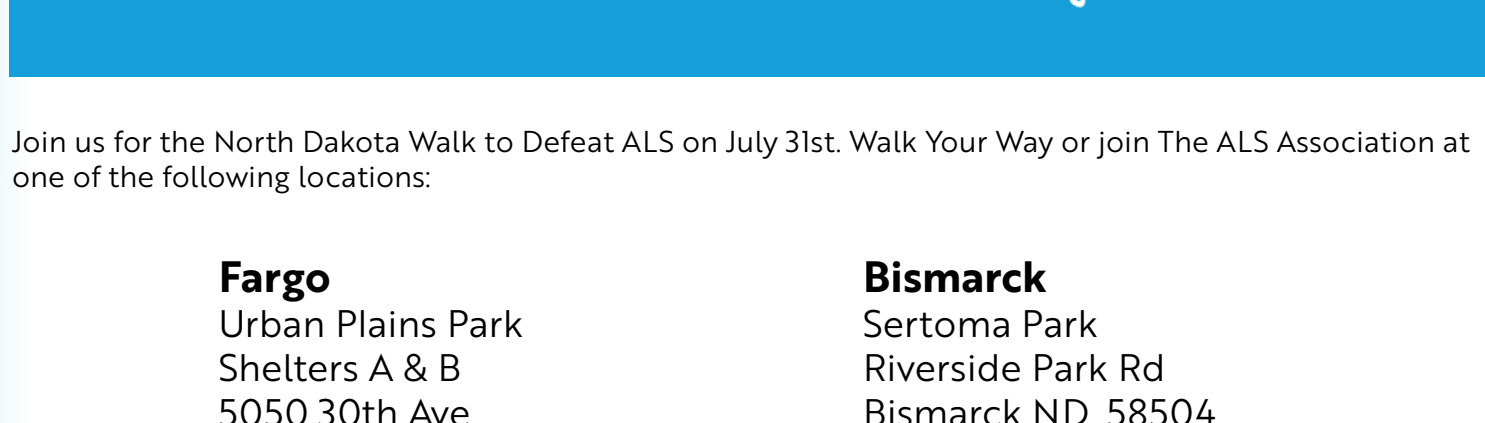 Join us for the North Dakota Walk to Defeat ALS on July 31st. Walk Your Way or join The ALS Association at
one of the following locations:
Fargo
Urban Plains Park
Shelters A & B
5050 30th Ave
Bismarck
Sertoma Park
Riverside Park Rd
Bismarck ND, 58504